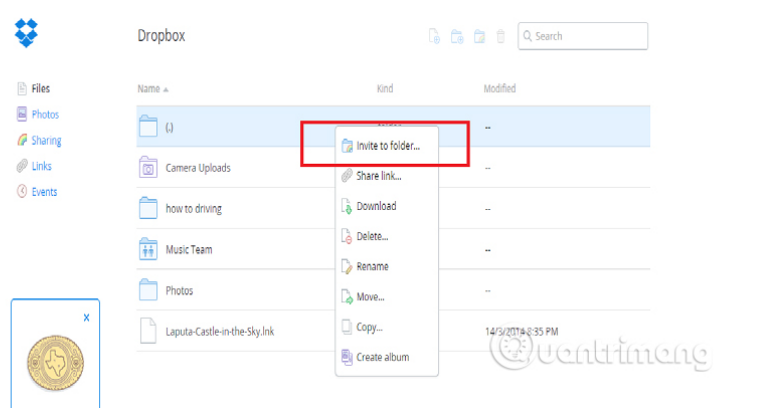 Dropbox
Search
Files
Photos
Sharing
Links
Events
Name
Kind
Modified
(.)
--
Invite to folder...
Camera Uploads
--
Share link...
how to driving
--
Download
Music Team
--
Delete...
Rename
Photos
--
Move...
Laputa-Castle-in-the-Sky.lnk
14/3/2014 8:35 PM
Copy...
Create album
x
Quantrimang